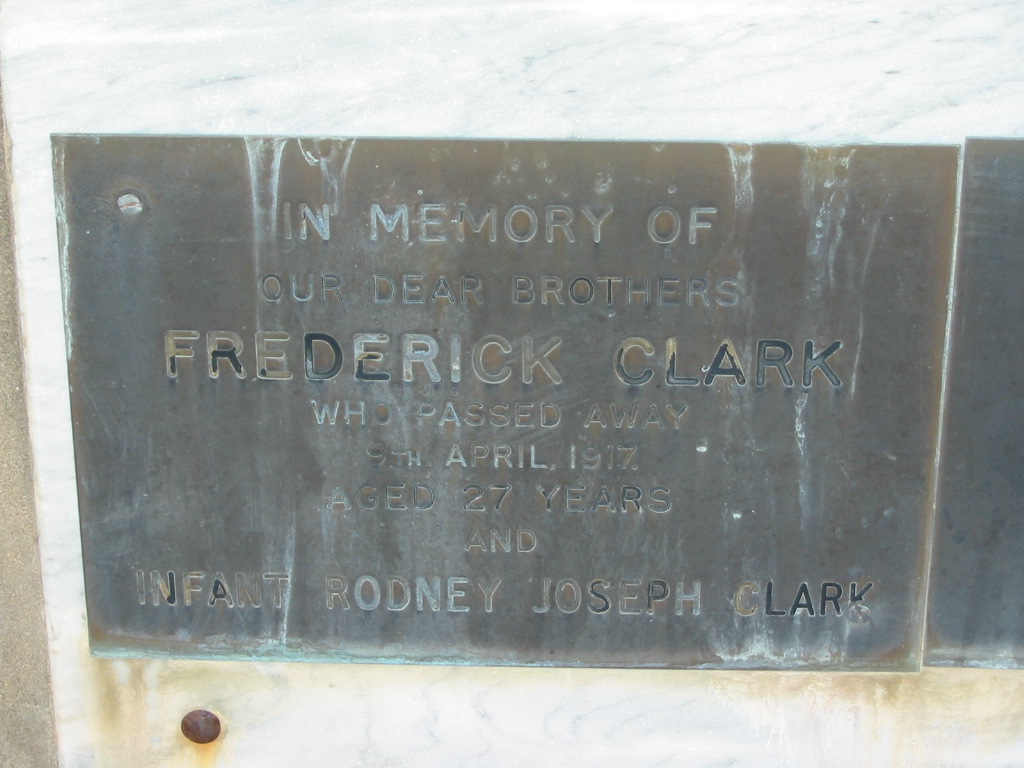 IN MEMORY OF
OUR DEAR BROTHERS
FREDERICK CLARK
WHO PASSED AWAY
9TH. APRIL, 1917.
AGED 27 YEARS
AND
INFANT RODNEY JOSEPH CLARK